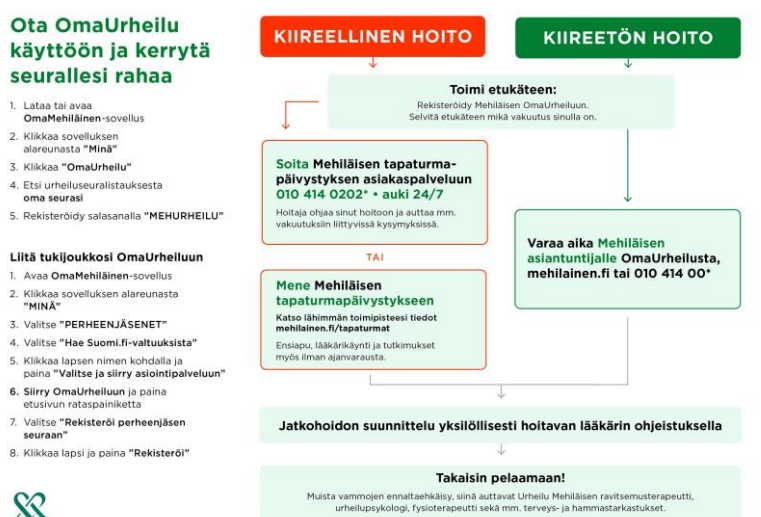 Ota OmaUrheilu
käyttöön ja kerrytä
seurallesi rahaa
1. Lataa tai avaa
OmaMehiläinen-sovellus
2. Klikkaa sovelluksen
alareunasta "Minä"
3. Klikkaa "OmaUrheilu"
4. Etsi urheiluseuralistauksesta
oma seurasi
5. Rekisteröidy salasanalla "MEHURHEILU"
Liitä tukijoukkosi OmaUrheiluun
1. Avaa OmaMehiläinen-sovellus
2. Klikkaa sovelluksen alareunasta
"MINÄ"
3. Valitse "PERHEENJÄSENET"
4. Valitse "Hae Suomi.fi-valtuuksista"
5. Klikkaa lapsen nimen kohdalla ja
paina "Valitse ja siirry asiointipalveluun"
6. Siirry OmaUrheiluun ja paina
etusivun rataspainiketta
7. Valitse "Rekisteröi perheenjäsen
seuraan"
8. Klikkaa lapsi ja paina "Rekisteröi"
KIIREELLINEN HOITO
KIIREETÖN HOITO
Toimi etukäteen:
Rekisteröidy Mehiläisen OmaUrheiluun.
Selvitä etukäteen mikä vakuutus sinulla on.
Soita Mehiläisen tapaturma-
päivystyksen asiakaspalveluun
010 414 0202* • auki 24/7
Hoitaja ohjaa sinut hoitoon ja auttaa mm.
vakuutuksiin liittyvissä kysymyksissä.
TAI
Mene Mehiläisen
tapaturmapäivystykseen
Katso lähimmän toimipisteesi tiedot
mehilainen.fi/tapaturmat
Ensiapu, lääkärikäynti ja tutkimukset
myös ilman ajanvarausta.
Varaa aika Mehiläisen
asiantuntijalle OmaUrheilusta,
mehilainen.fi tai 010 414 00*
Jatkohoidon suunnittelu yksilöllisesti hoitavan lääkärin ohjeistuksella
Takaisin pelaamaan!
Muista vammojen ennaltaehkäisy, siinä auttavat Urheilu Mehiläisen ravitsemusterapeutti,
urheilupsykologi, fysioterapeutti sekä mm. terveys- ja hammastarkastukset.